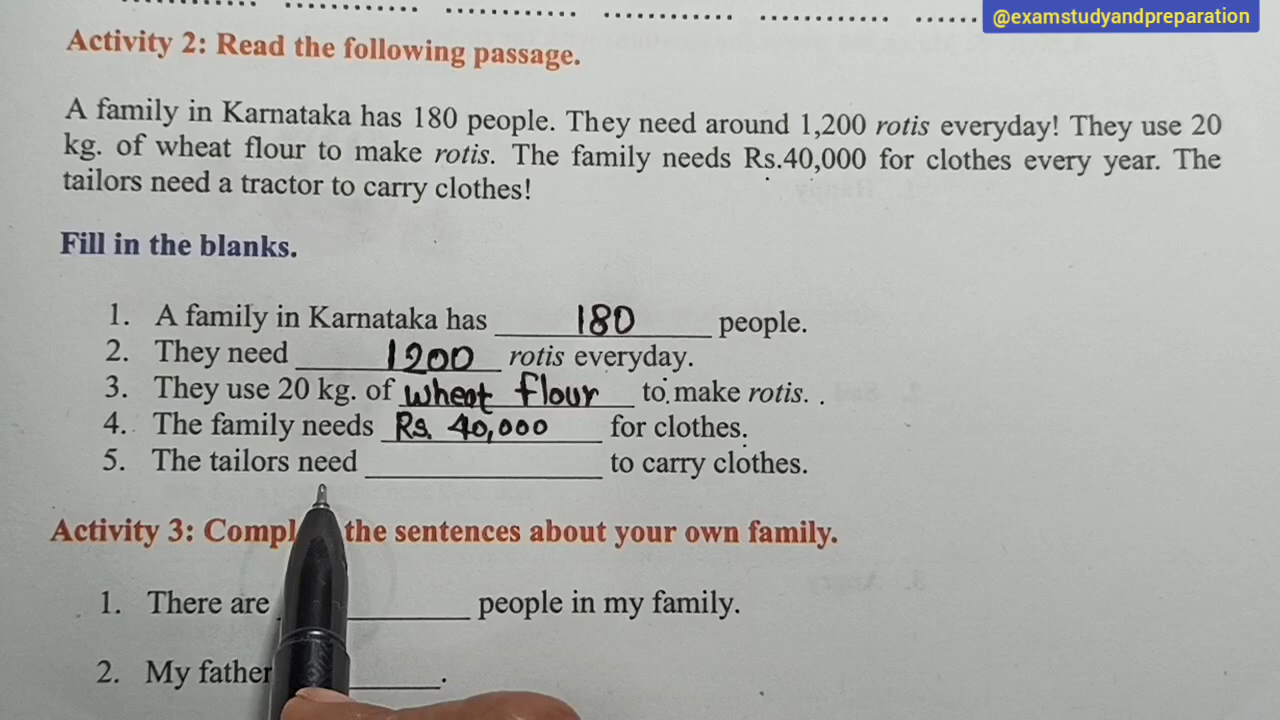 @examstudyandpreparation
Activity 2: Read the following passage.
A family in Karnataka has 180 people. They need around 1,200 rotis everyday! They use 20
kg. of wheat flour to make rotis. The family needs Rs.40,000 for clothes every year. The
tailors need a tractor to carry clothes!
Fill in the blanks.
1. A family in Karnataka has 180 people.
2. They need 1200 rotis everyday.
3. They use 20 kg. of wheat flour to make rotis.
4. The family needs Rs. 40,000 for clothes.
5. The tailors need ____________ to carry clothes.
Activity 3: Compl the sentences about your own family.
1. There are ____________ people in my family.
2. My father ____________.